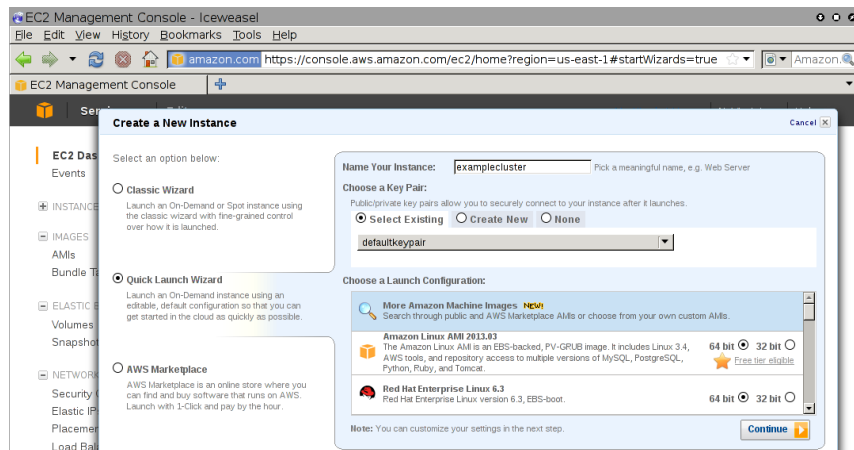 EC2 Management Console - Iceweasel
File Edit View History Bookmarks Tools Help
amazon.com https://console.aws.amazon.com/ec2/home?region=us-east-1#startWizards=true Amazon.
EC2 Management Console
Create a New Instance
Cancel
EC2 Das
Events
INSTANCE
IMAGES
AMIs
Bundle Ta
ELASTIC
Volumes
Snapshot
NETWORK
Security
Elastic IP
Placemen
Load Bal
Select an option below:
Classic Wizard
Launch an On-Demand or Spot instance using
the classic wizard with fine-grained control
over how it is launched.
Quick Launch Wizard
Launch an On-Demand instance using an
editable, default configuration so that you can
get started in the cloud as quickly as possible.
AWS Marketplace
AWS Marketplace is an online store where you
can find and buy software that runs on AWS.
Launch with 1-Click and pay by the hour.
Name Your Instance: examplecluster Pick a meaningful name, e.g. Web Server
Choose a Key Pair:
Public/private key pairs allow you to securely connect to your instance after it launches.
Select Existing Create New None
defaultkeypair
Choose a Launch Configuration:
More Amazon Machine Images NEW!
Search through public and AWS Marketplace AMIs or choose from your own custom AMIs.
Amazon Linux AMI 2013.03
The Amazon Linux AMI is an EBS-backed, PV-GRUB image. It includes Linux 3.4,
AWS tools, and repository access to multiple versions of MySQL, PostgreSQL,
Python, Ruby, and Tomcat.
64 bit 32 bit
Free tier eligible
Red Hat Enterprise Linux 6.3
Red Hat Enterprise Linux version 6.3, EBS-boot.
64 bit 32 bit
Note: You can customize your settings in the next step.
Continue